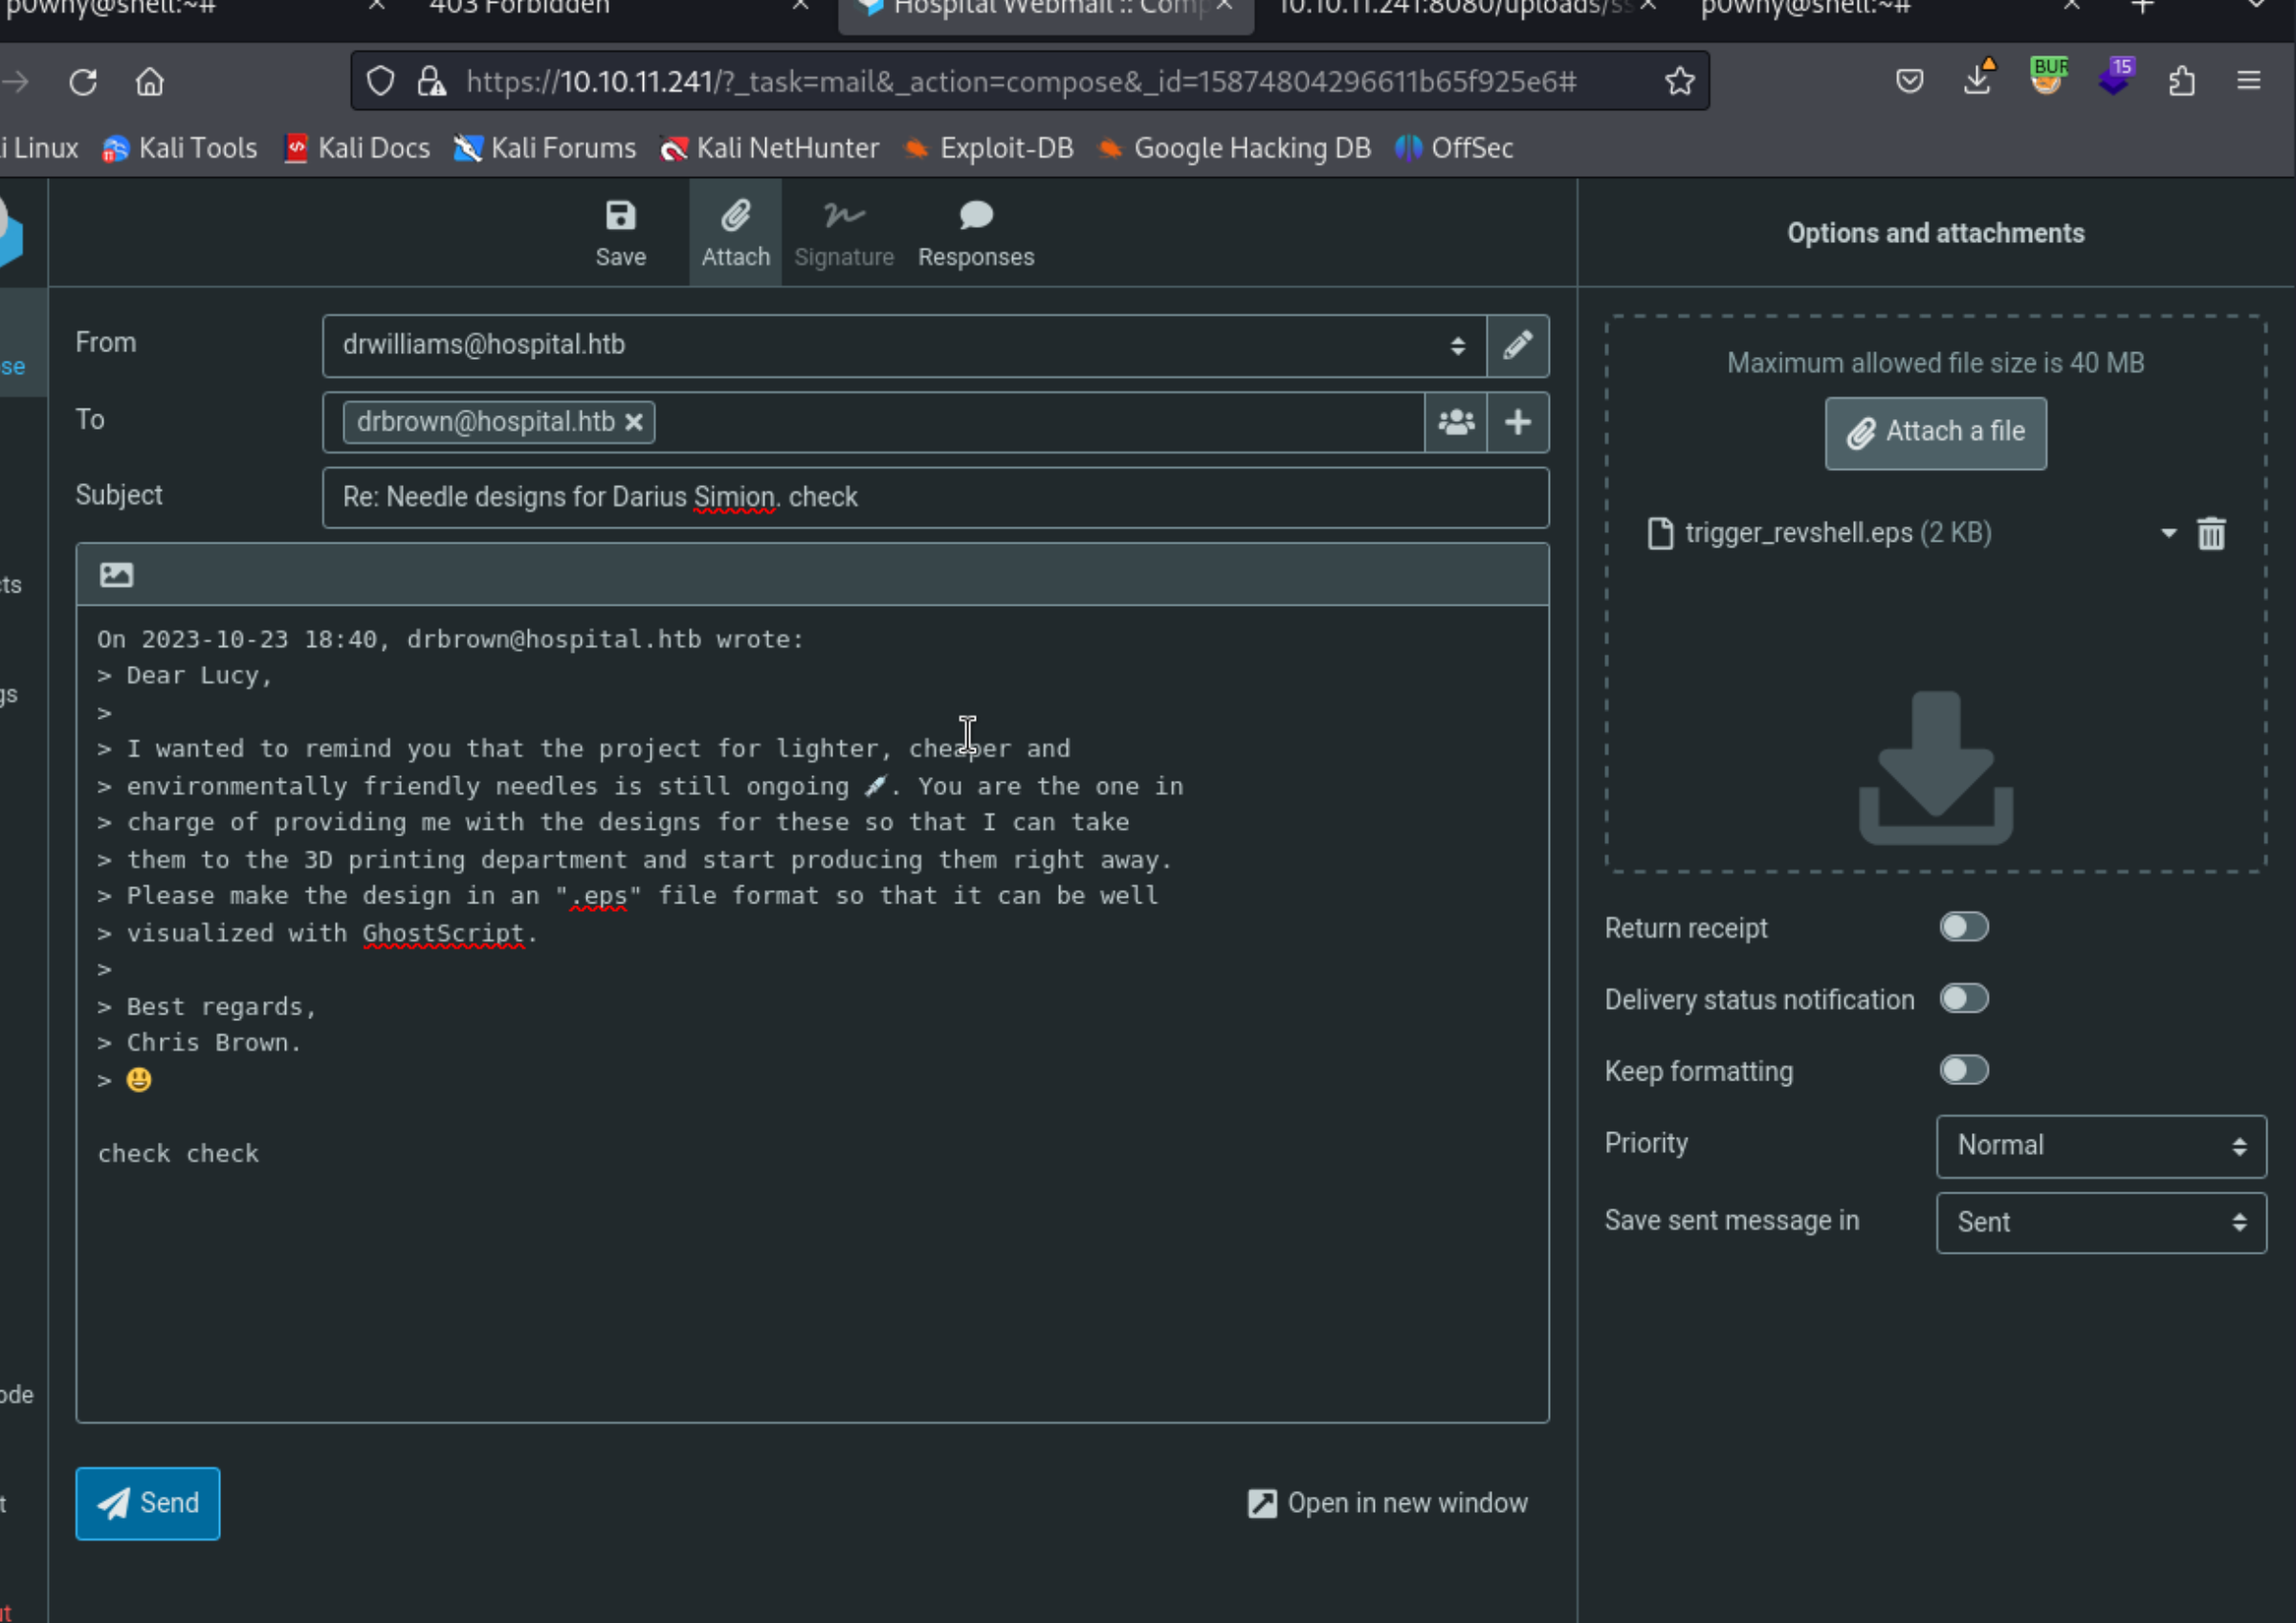 p0wny@shell:~#
403 Forbidden
Hospital Webmail :: Comp
10.10.11.241:8080/uploads/ss
p0wny@shell:~#
https://10.10.11.241/?_task=mail&_action=compose&_id=15874804296611b65f925e6#
BUR
15
i Linux
Kali Tools
Kali Docs
Kali Forums
Kali NetHunter
Exploit-DB
Google Hacking DB
OffSec
Save
Attach
Signature
Responses
Options and attachments
se
cts
gs
ode
t
ut
From
drwilliams@hospital.htb
To
drbrown@hospital.htb
Subject
Re: Needle designs for Darius Simion. check
On 2023-10-23 18:40, drbrown@hospital.htb wrote:
> Dear Lucy,
>
> I wanted to remind you that the project for lighter, cheaper and
> environmentally friendly needles is still ongoing 💉. You are the one in
> charge of providing me with the designs for these so that I can take
> them to the 3D printing department and start producing them right away.
> Please make the design in an ".eps" file format so that it can be well
> visualized with GhostScript.
>
> Best regards,
> Chris Brown.
> 😃
check check
Send
Open in new window
Maximum allowed file size is 40 MB
Attach a file
trigger_revshell.eps (2 KB)
Return receipt
Delivery status notification
Keep formatting
Priority
Normal
Save sent message in
Sent